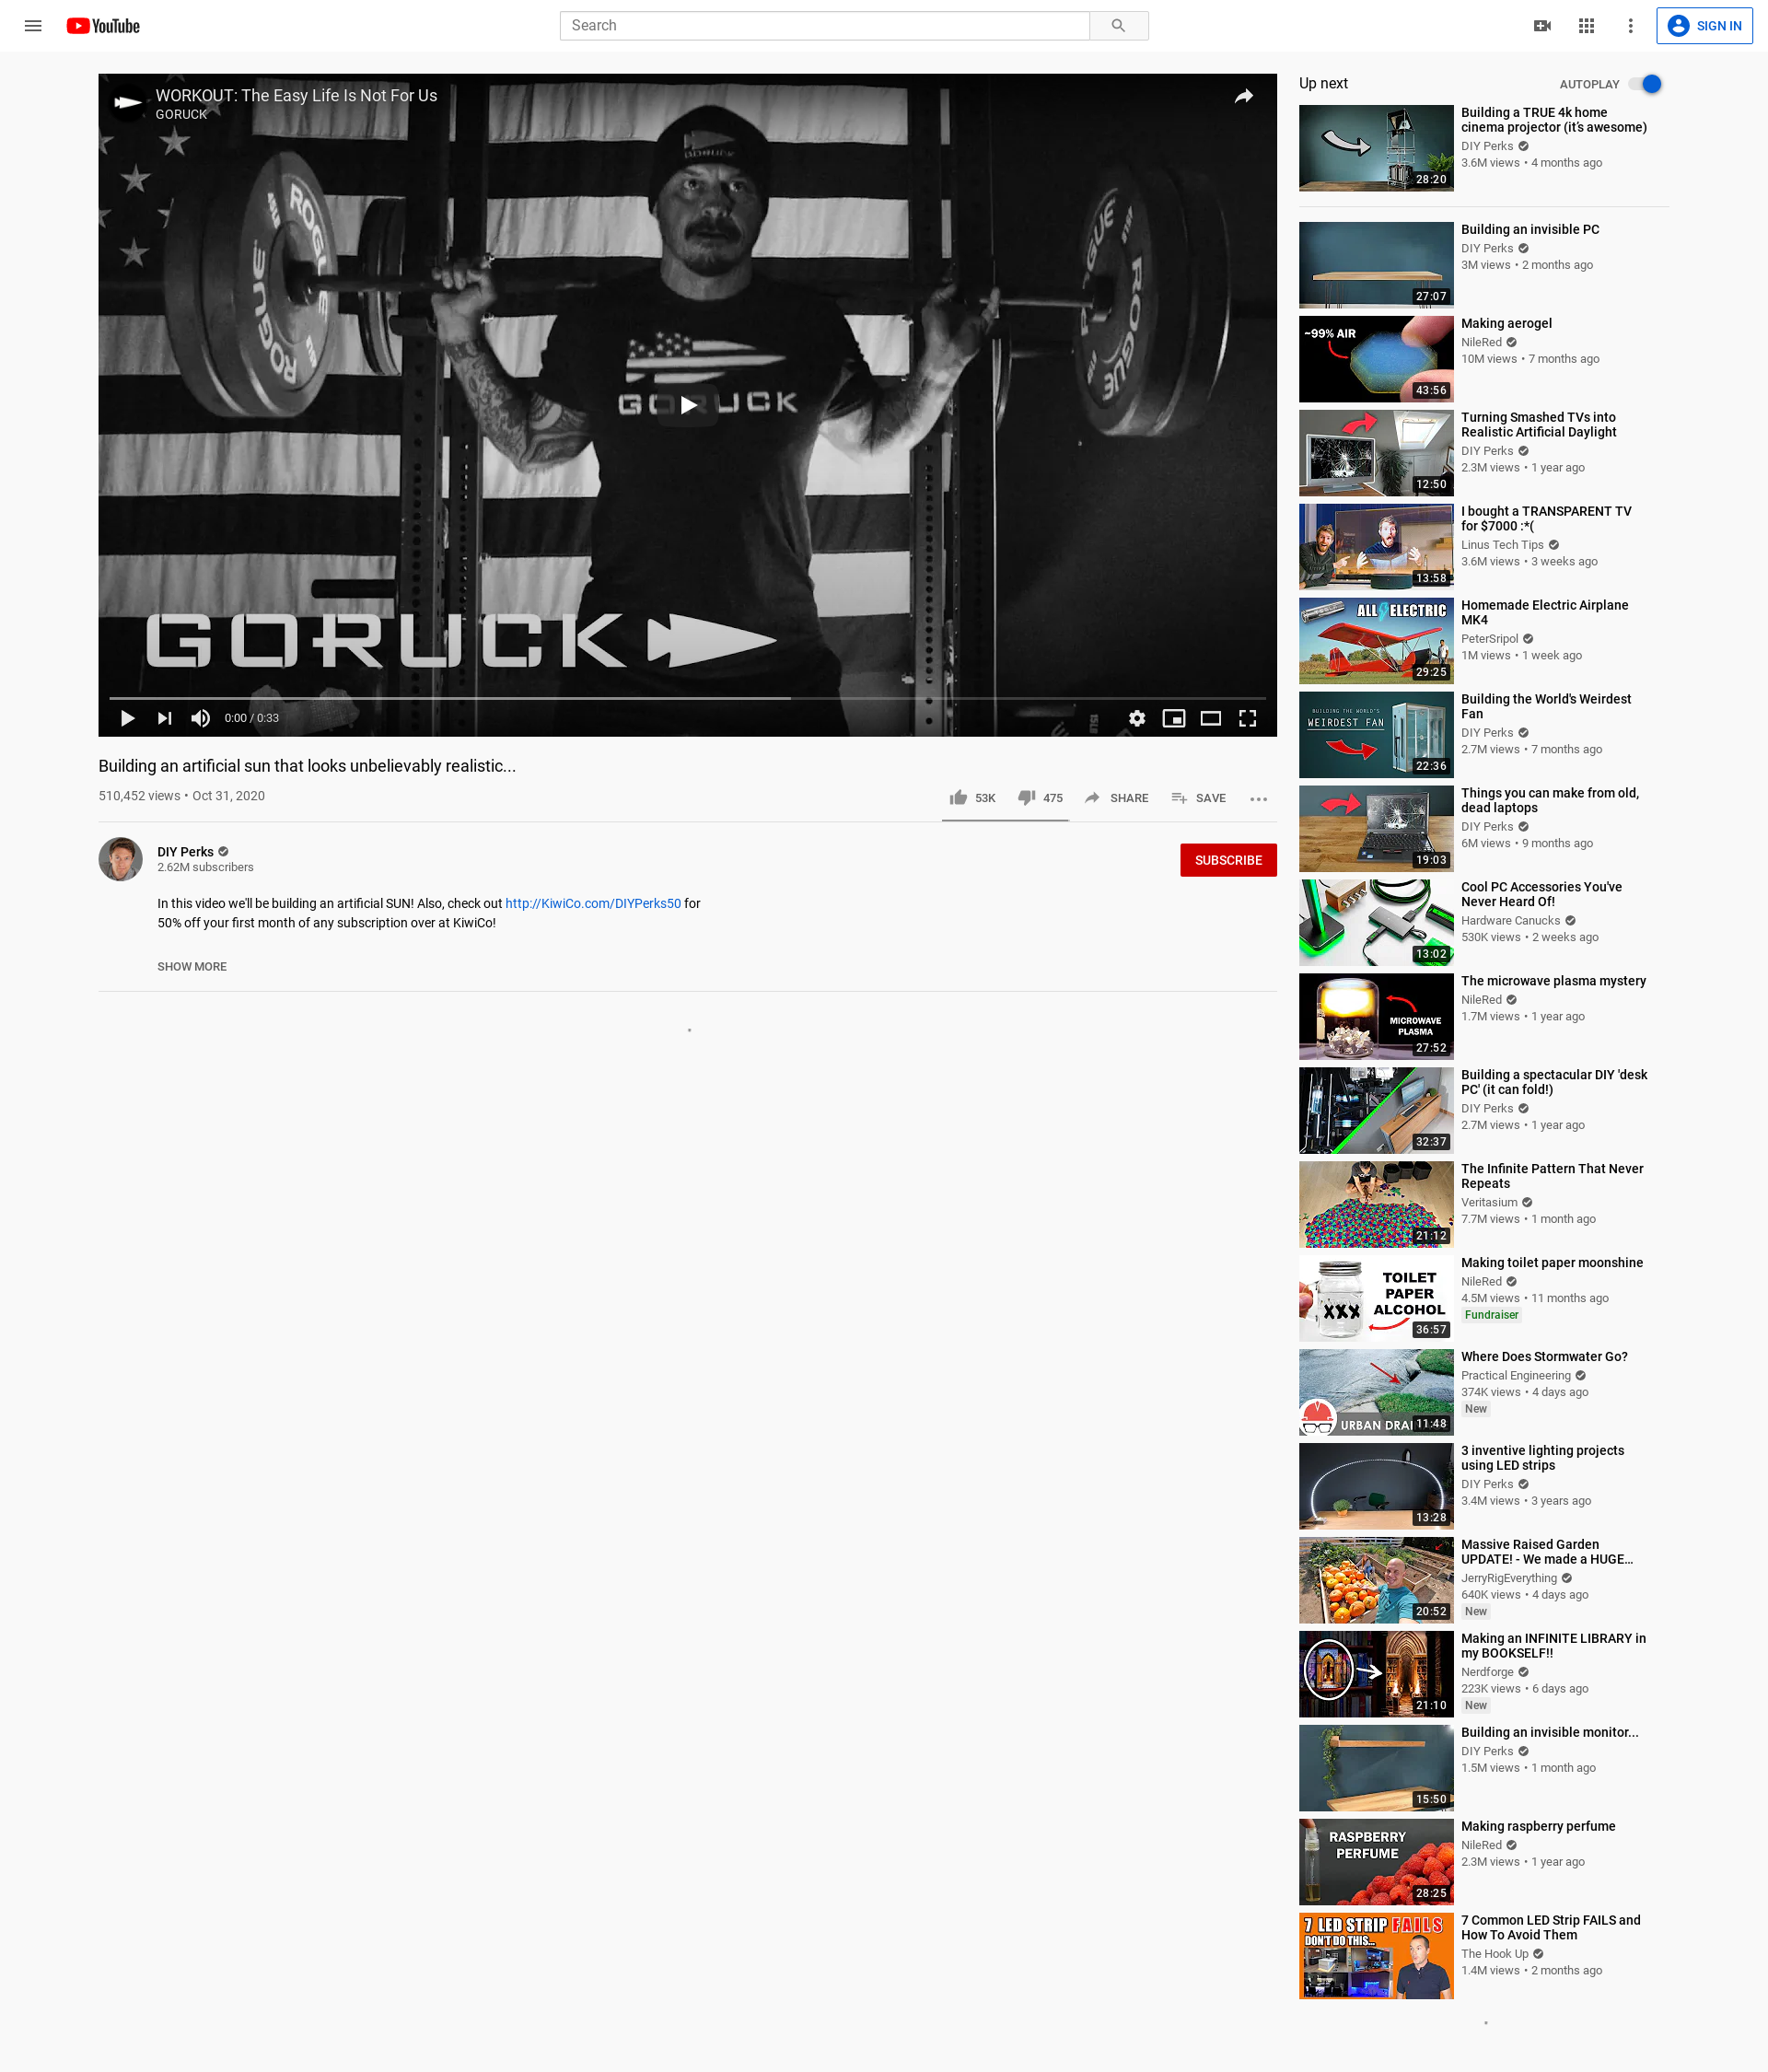 YouTube
Search
SIGN IN
WORKOUT: The Easy Life Is Not For Us
GORUCK
ROGUE
ROGUE
ROGUE
GORUCK
GORUCK
GORUCK
0:00 / 0:33
Building an artificial sun that looks unbelievably realistic...
510,452 views • Oct 31, 2020
53K
475
SHARE
SAVE
DIY Perks
2.62M subscribers
SUBSCRIBE
In this video we'll be building an artificial SUN! Also, check out http://KiwiCo.com/DIYPerks50 for
50% off your first month of any subscription over at KiwiCo!
SHOW MORE
Up next
AUTOPLAY
28:20
Building a TRUE 4k home
cinema projector (it's awesome)
DIY Perks
3.6M views • 4 months ago
27:07
Building an invisible PC
DIY Perks
3M views • 2 months ago
~99% AIR
43:56
Making aerogel
NileRed
10M views • 7 months ago
12:50
Turning Smashed TVs into
Realistic Artificial Daylight
DIY Perks
2.3M views • 1 year ago
13:58
I bought a TRANSPARENT TV
for $7000 :*(
Linus Tech Tips
3.6M views • 3 weeks ago
ALL ELECTRIC
29:25
Homemade Electric Airplane
MK4
PeterSripol
1M views • 1 week ago
BUILDING THE WORLD'S
WEIRDEST FAN
22:36
Building the World's Weirdest
Fan
DIY Perks
2.7M views • 7 months ago
19:03
Things you can make from old,
dead laptops
DIY Perks
6M views • 9 months ago
13:02
Cool PC Accessories You've
Never Heard Of!
Hardware Canucks
530K views • 2 weeks ago
MICROWAVE
PLASMA
27:52
The microwave plasma mystery
NileRed
1.7M views • 1 year ago
32:37
Building a spectacular DIY 'desk
PC' (it can fold!)
DIY Perks
2.7M views • 1 year ago
21:12
The Infinite Pattern That Never
Repeats
Veritasium
7.7M views • 1 month ago
XXX
TOILET
PAPER
ALCOHOL
36:57
Making toilet paper moonshine
NileRed
4.5M views • 11 months ago
Fundraiser
URBAN DRAI
11:48
Where Does Stormwater Go?
Practical Engineering
374K views • 4 days ago
New
13:28
3 inventive lighting projects
using LED strips
DIY Perks
3.4M views • 3 years ago
20:52
Massive Raised Garden
UPDATE! - We made a HUGE...
JerryRigEverything
640K views • 4 days ago
New
21:10
Making an INFINITE LIBRARY in
my BOOKSELF!!
Nerdforge
223K views • 6 days ago
New
15:50
Building an invisible monitor...
DIY Perks
1.5M views • 1 month ago
RASPBERRY
PERFUME
28:25
Making raspberry perfume
NileRed
2.3M views • 1 year ago
7 LED STRIP FAILS
DON'T DO THIS...
7 Common LED Strip FAILS and
How To Avoid Them
The Hook Up
1.4M views • 2 months ago